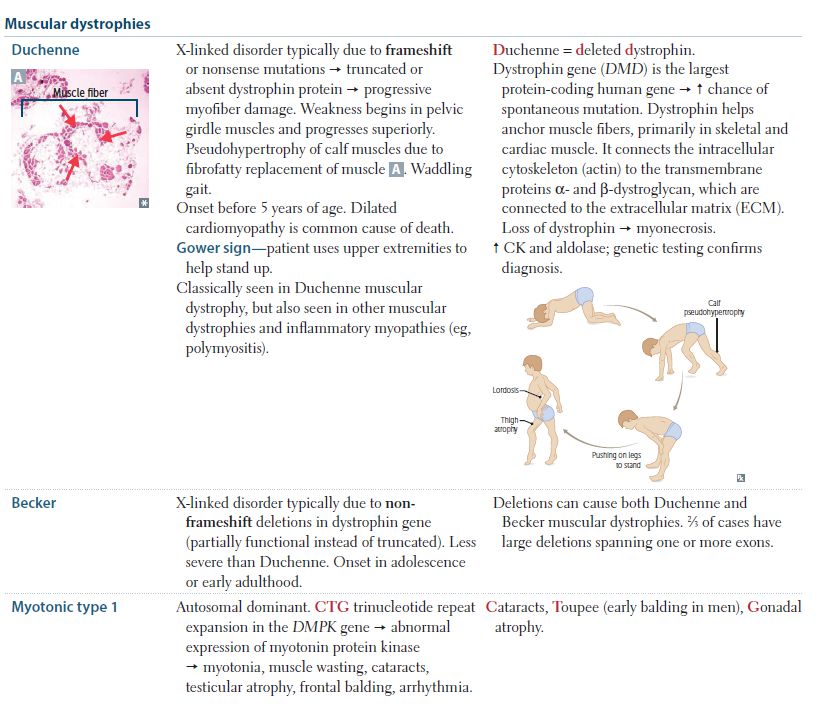 Muscular dystrophies
Duchenne
A
Muscle fiber
X-linked disorder typically due to frameshift
or nonsense mutations → truncated or
absent dystrophin protein → progressive
myofiber damage. Weakness begins in pelvic
girdle muscles and progresses superiorly.
Pseudohypertrophy of calf muscles due to
fibrofatty replacement of muscle A. Waddling
gait.
Onset before 5 years of age. Dilated
cardiomyopathy is common cause of death.
Gower sign—patient uses upper extremities to
help stand up.
Classically seen in Duchenne muscular
dystrophy, but also seen in other muscular
dystrophies and inflammatory myopathies (eg,
polymyositis).
Duchenne = deleted dystrophin.
Dystrophin gene (DMD) is the largest
protein-coding human gene → ↑ chance of
spontaneous mutation. Dystrophin helps
anchor muscle fibers, primarily in skeletal and
cardiac muscle. It connects the intracellular
cytoskeleton (actin) to the transmembrane
proteins α- and β-dystroglycan, which are
connected to the extracellular matrix (ECM).
Loss of dystrophin → myonecrosis.
↑ CK and aldolase; genetic testing confirms
diagnosis.
Calf
pseudohypertrophy
Lordosis
Thigh
atrophy
Pushing on legs
to stand
Becker
X-linked disorder typically due to non-
frameshift deletions in dystrophin gene
(partially functional instead of truncated). Less
severe than Duchenne. Onset in adolescence
or early adulthood.
Deletions can cause both Duchenne and
Becker muscular dystrophies. ⅔ of cases have
large deletions spanning one or more exons.
Myotonic type 1
Autosomal dominant. CTG trinucleotide repeat
expansion in the DMPK gene → abnormal
expression of myotonin protein kinase
→ myotonia, muscle wasting, cataracts,
testicular atrophy, frontal balding, arrhythmia.
Cataracts, Toupee (early balding in men), Gonadal
atrophy.